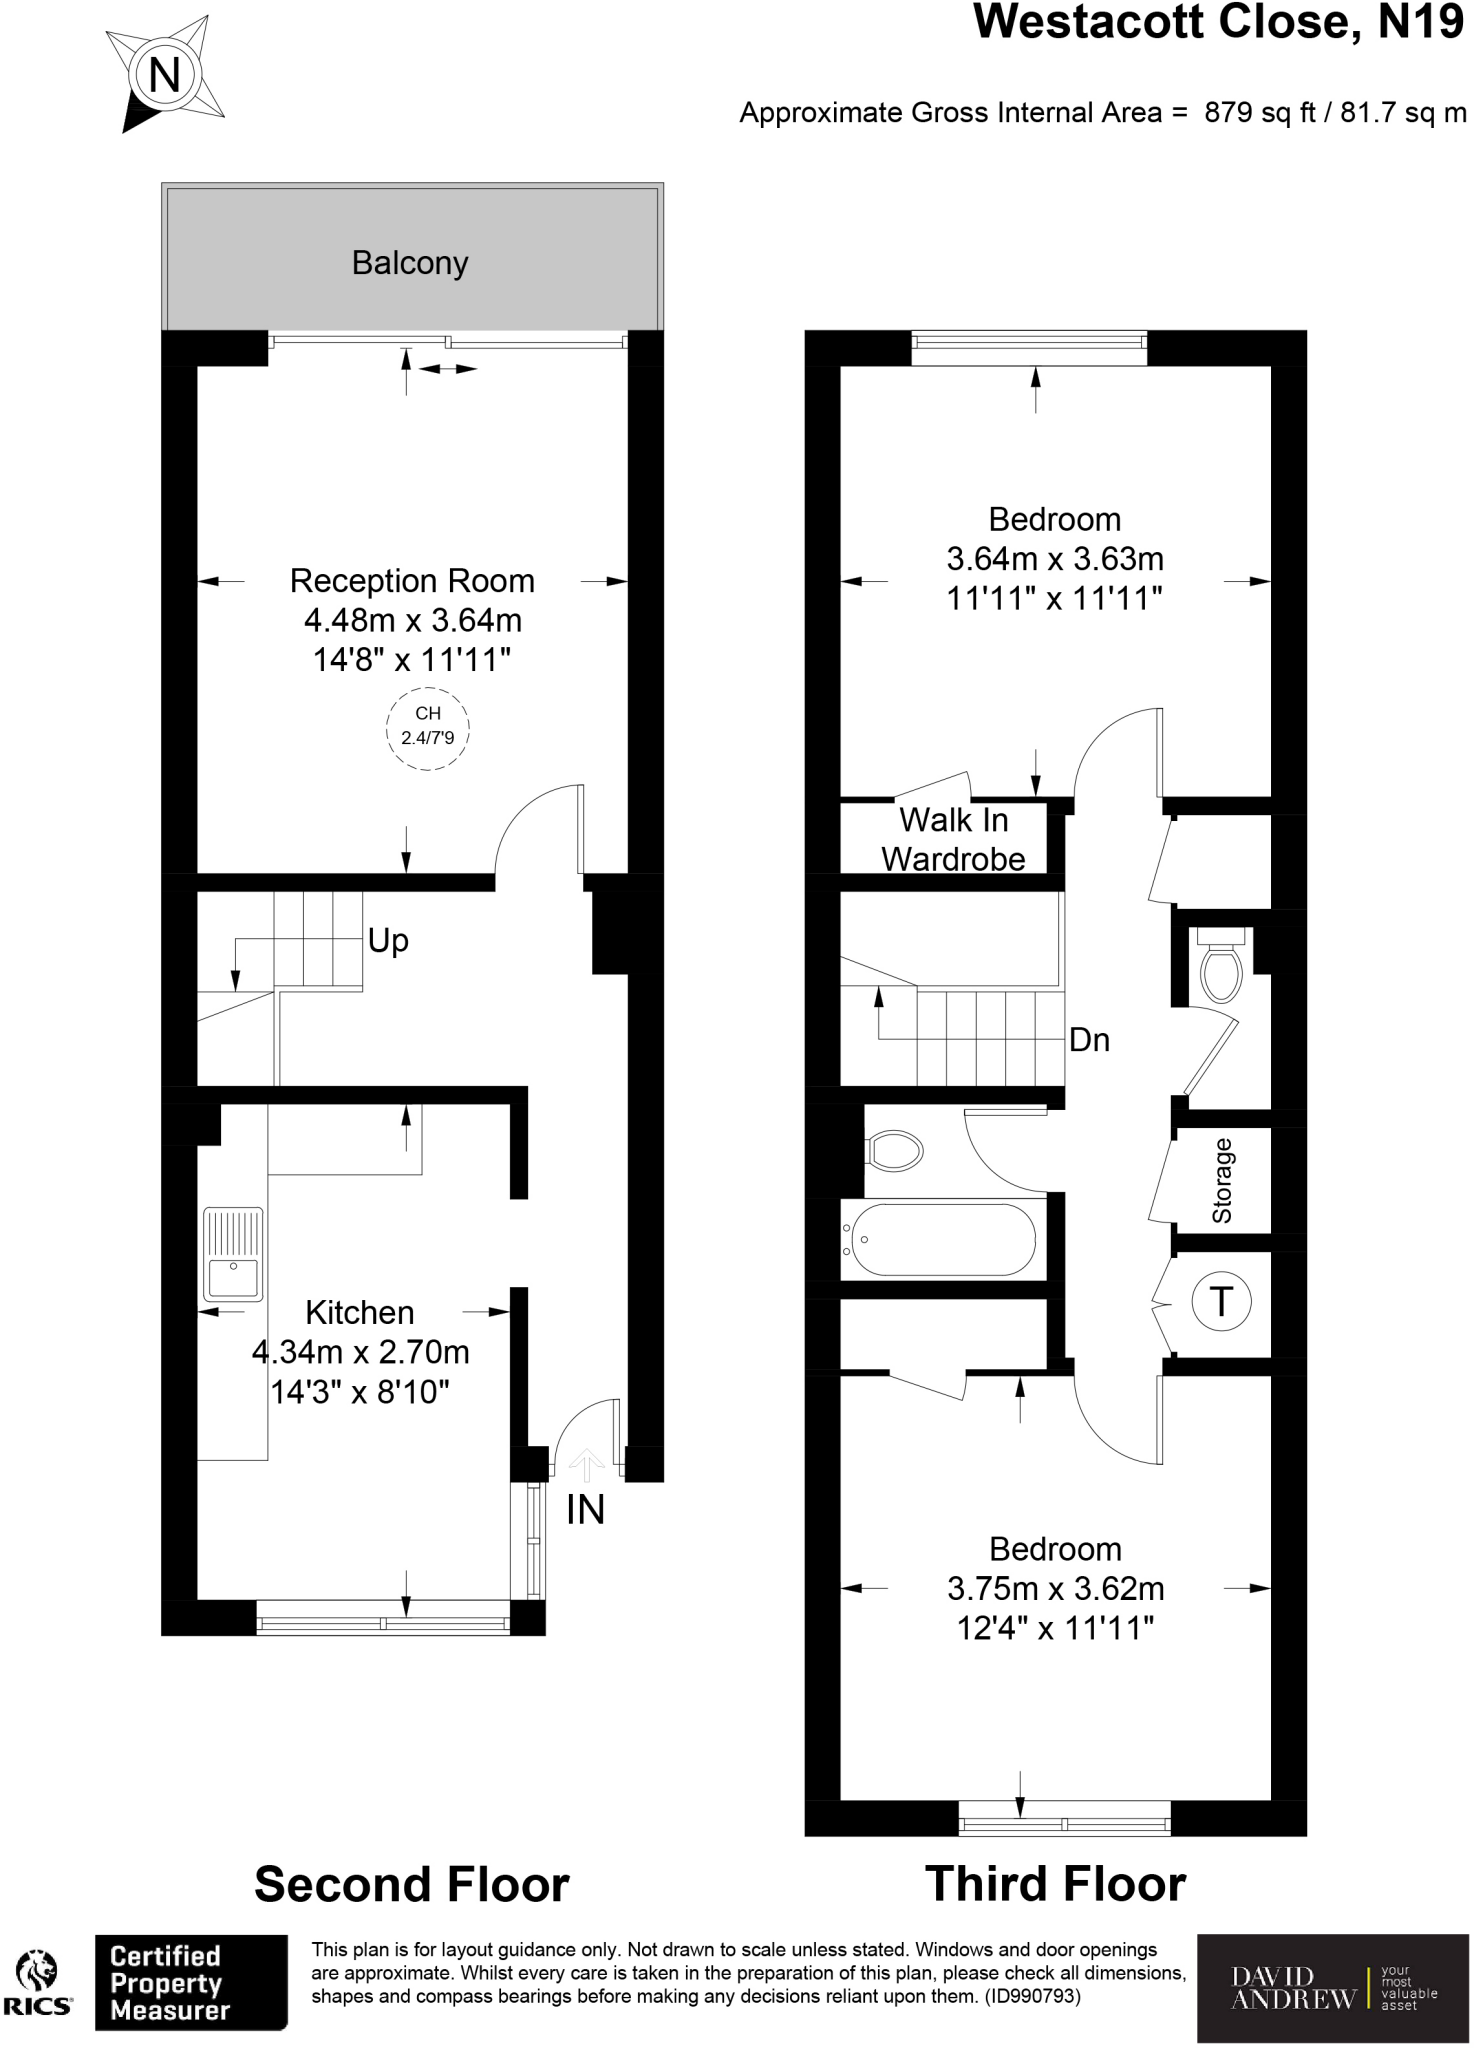 Westacott Close, N19
N
Approximate Gross Internal Area = 879 sq ft / 81.7 sq m
Balcony
Reception Room
4.48m x 3.64m
14'8" x 11'11"
CH
2.4/7'9
Up
Kitchen
4.34m x 2.70m
14'3" x 8'10"
IN
Second Floor
Bedroom
3.64m x 3.63m
11'11" x 11'11"
Walk In
Wardrobe
Dn
Storage
T
Bedroom
3.75m x 3.62m
12'4" x 11'11"
Third Floor
RICS
Certified
Property
Measurer
This plan is for layout guidance only. Not drawn to scale unless stated. Windows and door openings
are approximate. Whilst every care is taken in the preparation of this plan, please check all dimensions,
shapes and compass bearings before making any decisions reliant upon them. (ID990793)
DAVID
ANDREW
your
most
valuable
asset